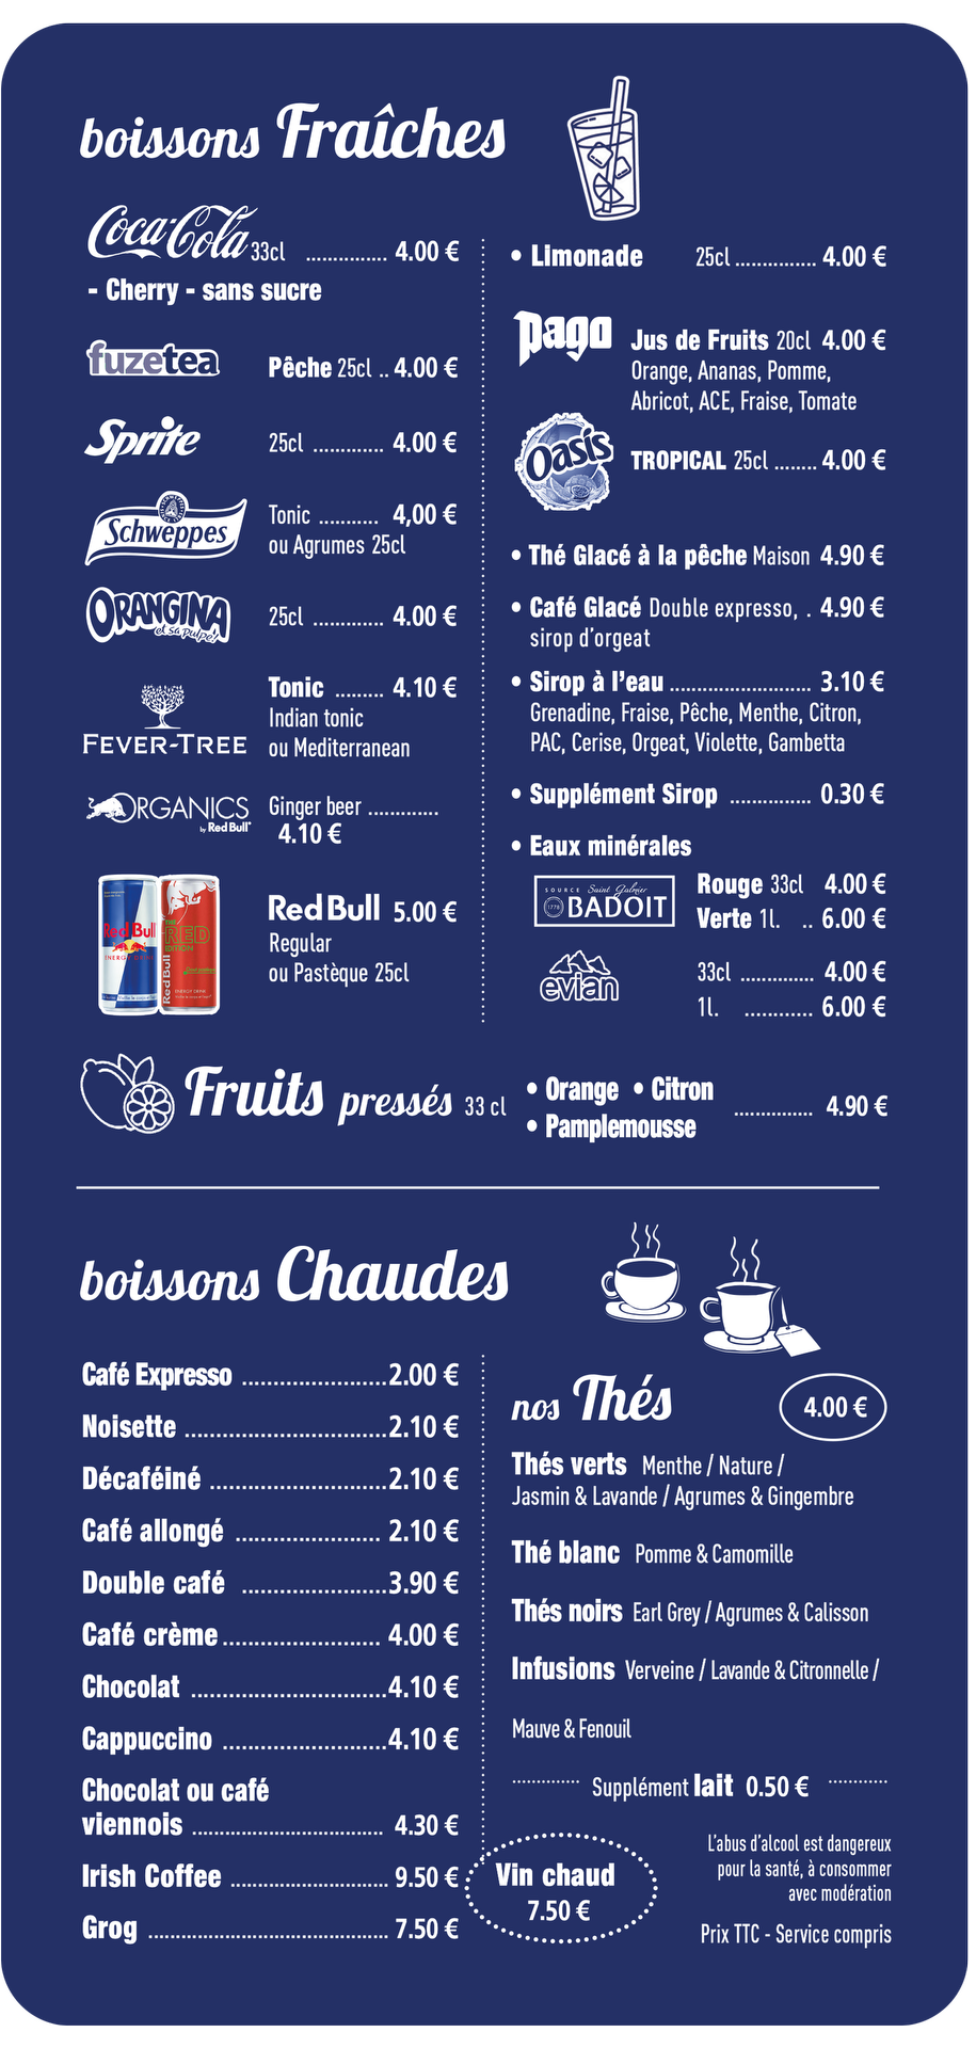 boissons Fraîches
Coca-Cola 33cl ............... 4.00 €
- Cherry - sans sucre
fuzetea Pêche 25cl .. 4.00 €
Sprite 25cl ............. 4.00 €
Schweppes Tonic ........... 4,00 €
ou Agrumes 25cl
ORANGINA et sa pulpe! 25cl ............. 4.00 €
Tonic ......... 4.10 €
Indian tonic
FEVER-TREE ou Mediterranean
ORGANICS by Red Bull Ginger beer .............
4.10 €
Red Bull 5.00 €
Regular
ou Pastèque 25cl
Red Bull
ENERGY DRINK
THE RED EDITION
Red Bull
• Limonade 25cl ............... 4.00 €
pago Jus de Fruits 20cl 4.00 €
Orange, Ananas, Pomme,
Abricot, ACE, Fraise, Tomate
Oasis TROPICAL 25cl ........ 4.00 €
• Thé Glacé à la pêche Maison 4.90 €
• Café Glacé Double expresso, . 4.90 €
sirop d'orgeat
• Sirop à l'eau .......................... 3.10 €
Grenadine, Fraise, Pêche, Menthe, Citron,
PAC, Cerise, Orgeat, Violette, Gambetta
• Supplément Sirop ............... 0.30 €
• Eaux minérales
SOURCE Saint Galmier
1778 BADOIT
Rouge 33cl 4.00 €
Verte 1l. .. 6.00 €
evian 33cl ............. 4.00 €
1l. ............ 6.00 €
Fruits pressés 33 cl
• Orange • Citron
• Pamplemousse
............... 4.90 €
boissons Chaudes
Café Expresso ......................2.00 €
Noisette ...............................2.10 €
Décaféiné ...........................2.10 €
Café allongé ...................... 2.10 €
Double café ......................3.90 €
Café crème ........................ 4.00 €
Chocolat ..............................4.10 €
Cappuccino .........................4.10 €
Chocolat ou café
viennois ................................ 4.30 €
Irish Coffee ........................ 9.50 €
Grog ..................................... 7.50 €
nos Thés 4.00 €
Thés verts Menthe / Nature /
Jasmin & Lavande / Agrumes & Gingembre
Thé blanc Pomme & Camomille
Thés noirs Earl Grey / Agrumes & Calisson
Infusions Verveine / Lavande & Citronnelle /
Mauve & Fenouil
............. Supplément lait 0.50 € ............
Vin chaud
7.50 €
L'abus d'alcool est dangereux
pour la santé, à consommer
avec modération
Prix TTC - Service compris